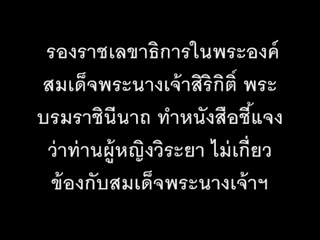 รองราชเลขาธิการในพระองค์
สมเด็จพระนางเจ้าสิริกิติ์ พระ
บรมราชินีนาถ ทำหนังสือชี้แจง
ว่าท่านผู้หญิงวิระยา ไม่เกี่ยว
ข้องกับสมเด็จพระนางเจ้าฯ